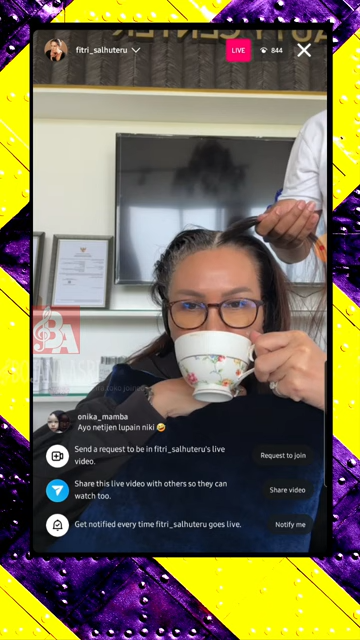 fitri_salhuteru
LIVE
844
BA
onika_mamba
Ayo netijen lupain niki 🤣
Send a request to be in fitri_salhuteru's live
video.
Request to join
Share this live video with others so they can
watch too.
Share video
Get notified every time fitri_salhuteru goes live.
Notify me